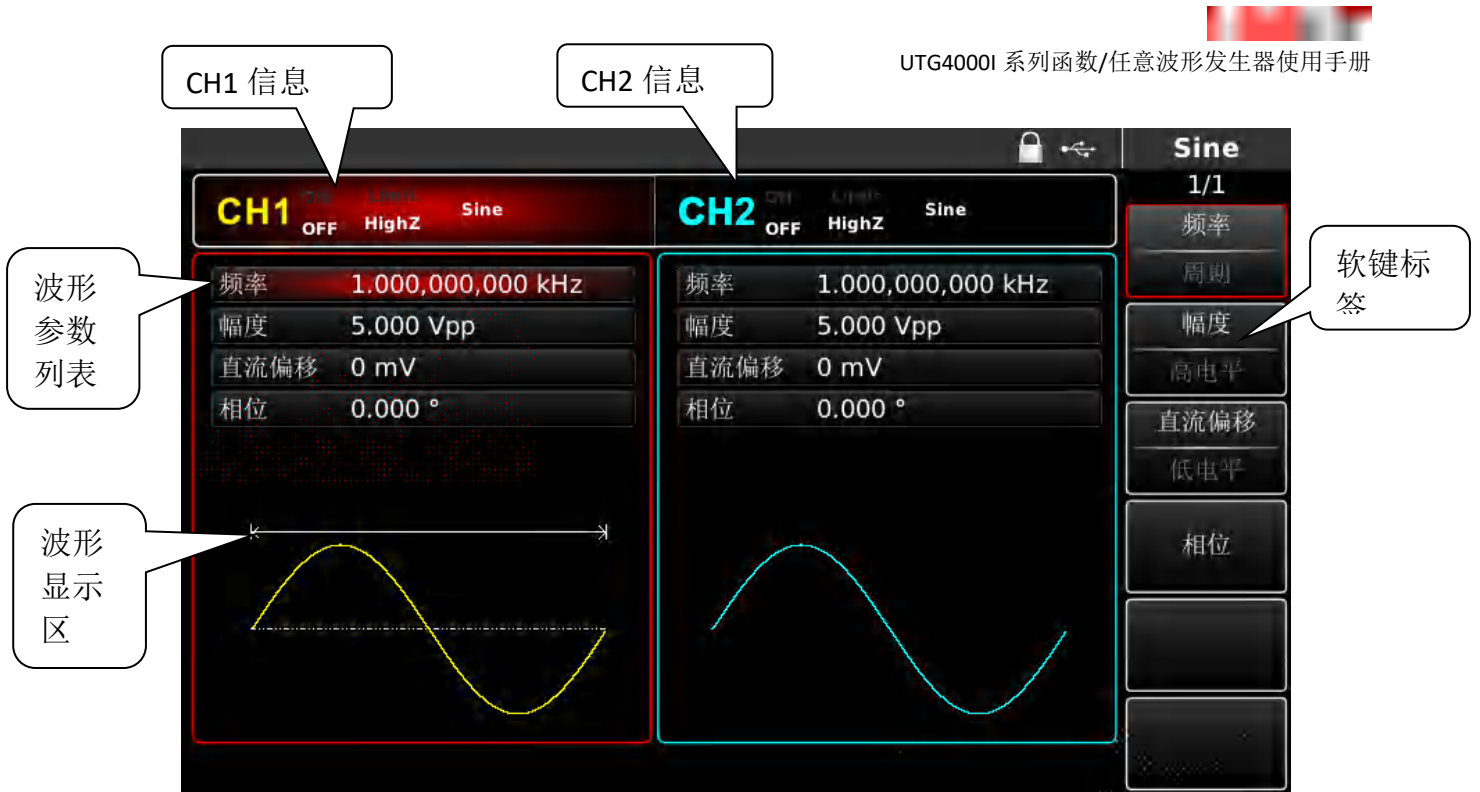 UTG4000I 系列函数/任意波形发生器使用手册
CH1 信息
CH2 信息
Sine
1/1
CH1 OFF HighZ Sine
CH2 OFF HighZ Sine
频率
周期
软键标
签
波形
参数
列表
频率 1.000,000,000 kHz
幅度 5.000 Vpp
直流偏移 0 mV
相位 0.000 °
频率 1.000,000,000 kHz
幅度 5.000 Vpp
直流偏移 0 mV
相位 0.000 °
幅度
高电平
直流偏移
低电平
相位
波形
显示
区